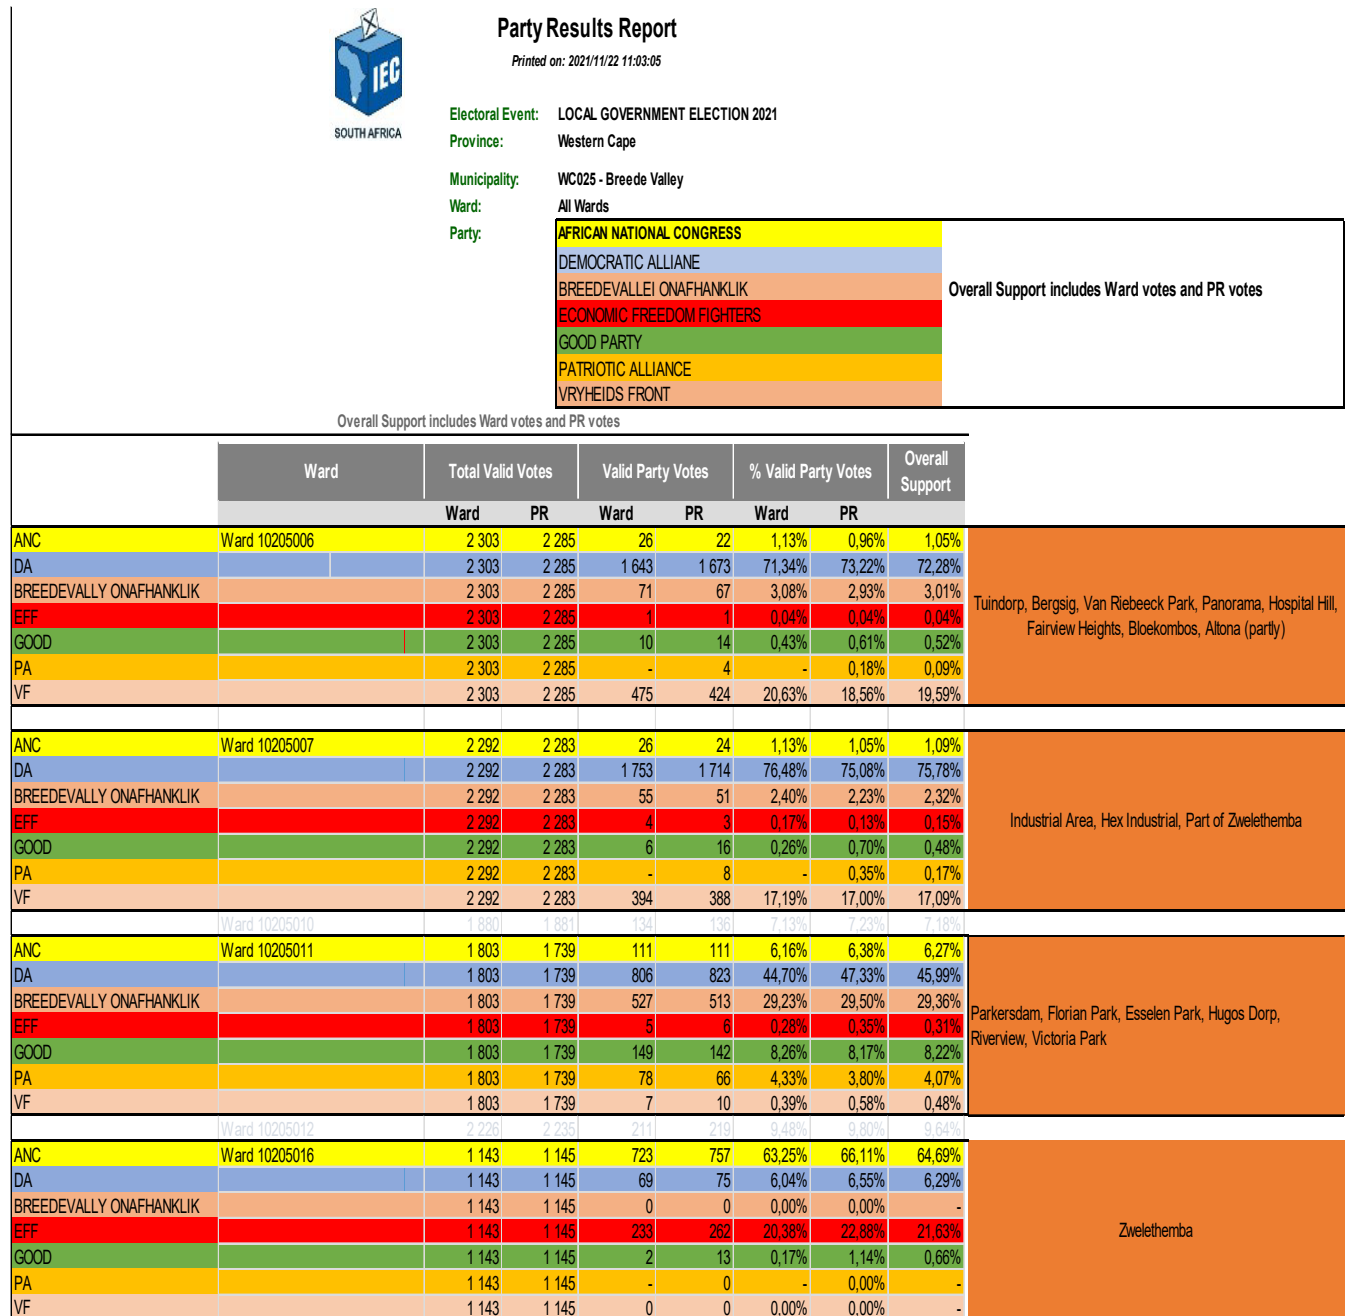 Party Results Report
Printed on: 2021/11/22 11:03:05
IEC
SOUTH AFRICA
Electoral Event: LOCAL GOVERNMENT ELECTION 2021
Province: Western Cape
Municipality: WC025 - Breede Valley
Ward: All Wards
Party: AFRICAN NATIONAL CONGRESS
DEMOCRATIC ALLIANE
BREEDEVALLEI ONAFHANKLIK Overall Support includes Ward votes and PR votes
ECONOMIC FREEDOM FIGHTERS
GOOD PARTY
PATRIOTIC ALLIANCE
VRYHEIDS FRONT
Overall Support includes Ward votes and PR votes
Ward Total Valid Votes Valid Party Votes % Valid Party Votes Overall Support
Ward PR Ward PR Ward PR
ANC Ward 10205006 2 303 2 285 26 22 1,13% 0,96% 1,05%
DA 2 303 2 285 1 643 1 673 71,34% 73,22% 72,28%
BREEDEVALLY ONAFHANKLIK 2 303 2 285 71 67 3,08% 2,93% 3,01%
EFF 2 303 2 285 1 1 0,04% 0,04% 0,04%
GOOD 2 303 2 285 10 14 0,43% 0,61% 0,52%
PA 2 303 2 285 - 4 - 0,18% 0,09%
VF 2 303 2 285 475 424 20,63% 18,56% 19,59%
Tuindorp, Bergsig, Van Riebeeck Park, Panorama, Hospital Hill,
Fairview Heights, Bloekombos, Altona (partly)
ANC Ward 10205007 2 292 2 283 26 24 1,13% 1,05% 1,09%
DA 2 292 2 283 1 753 1 714 76,48% 75,08% 75,78%
BREEDEVALLY ONAFHANKLIK 2 292 2 283 55 51 2,40% 2,23% 2,32%
EFF 2 292 2 283 4 3 0,17% 0,13% 0,15%
GOOD 2 292 2 283 6 16 0,26% 0,70% 0,48%
PA 2 292 2 283 - 8 - 0,35% 0,17%
VF 2 292 2 283 394 388 17,19% 17,00% 17,09%
Industrial Area, Hex Industrial, Part of Zwelethemba
Ward 10205010 1 880 1 881 134 136 7,13% 7,23% 7,18%
ANC Ward 10205011 1 803 1 739 111 111 6,16% 6,38% 6,27%
DA 1 803 1 739 806 823 44,70% 47,33% 45,99%
BREEDEVALLY ONAFHANKLIK 1 803 1 739 527 513 29,23% 29,50% 29,36%
EFF 1 803 1 739 5 6 0,28% 0,35% 0,31%
GOOD 1 803 1 739 149 142 8,26% 8,17% 8,22%
PA 1 803 1 739 78 66 4,33% 3,80% 4,07%
VF 1 803 1 739 7 10 0,39% 0,58% 0,48%
Parkersdam, Florian Park, Esselen Park, Hugos Dorp,
Riverview, Victoria Park
Ward 10205012 2 226 2 235 211 219 9,48% 9,80% 9,64%
ANC Ward 10205016 1 143 1 145 723 757 63,25% 66,11% 64,69%
DA 1 143 1 145 69 75 6,04% 6,55% 6,29%
BREEDEVALLY ONAFHANKLIK 1 143 1 145 0 0 0,00% 0,00% -
EFF 1 143 1 145 233 262 20,38% 22,88% 21,63%
GOOD 1 143 1 145 2 13 0,17% 1,14% 0,66%
PA 1 143 1 145 - 0 - 0,00% -
VF 1 143 1 145 0 0 0,00% 0,00% -
Zwelethemba